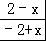 2 − x
− 2 + x